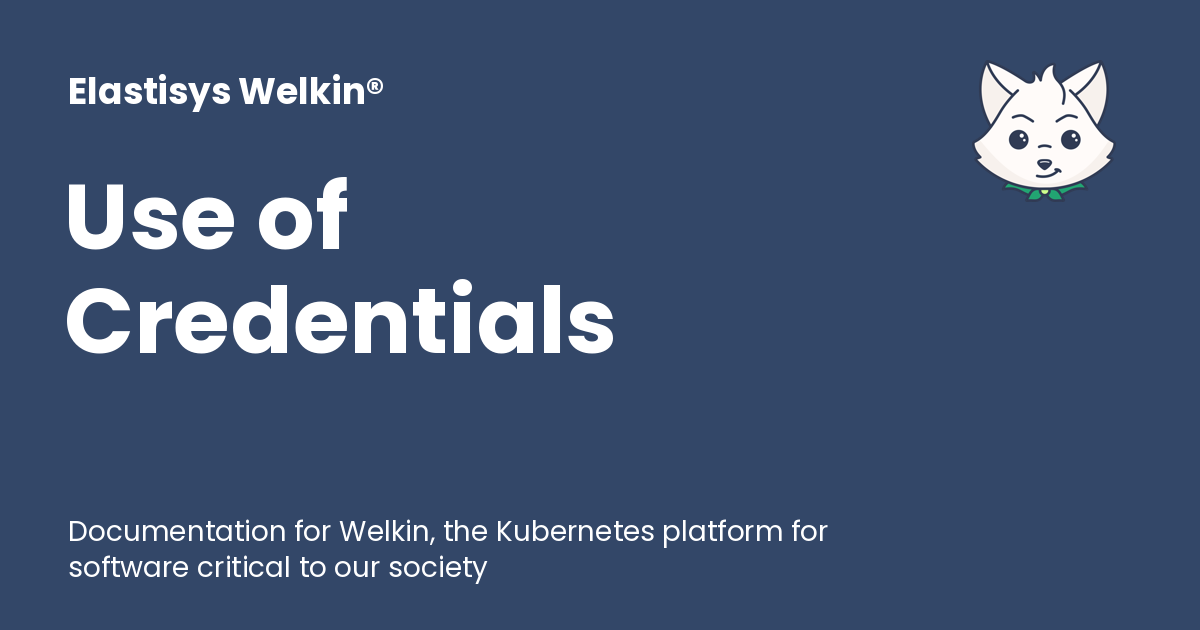 Elastisys Welkin®
Use of
Credentials
Documentation for Welkin, the Kubernetes platform for
software critical to our society